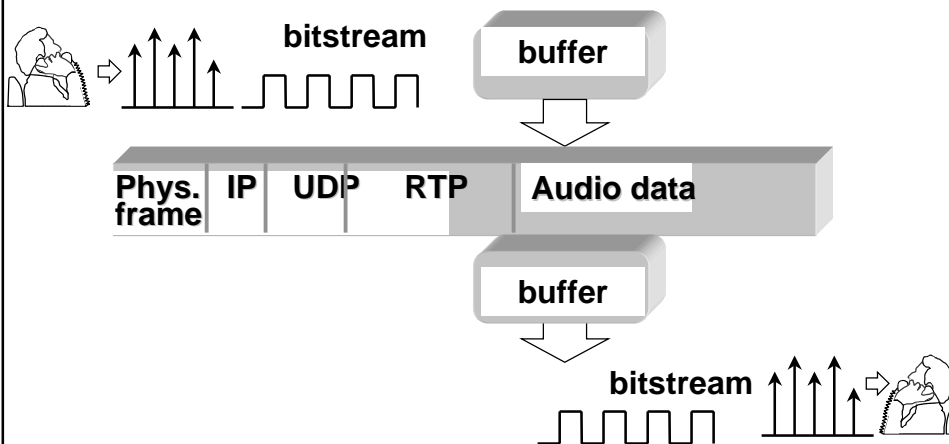 bitstream
buffer
Phys. IP UDP RTP Audio data
frame
buffer
bitstream